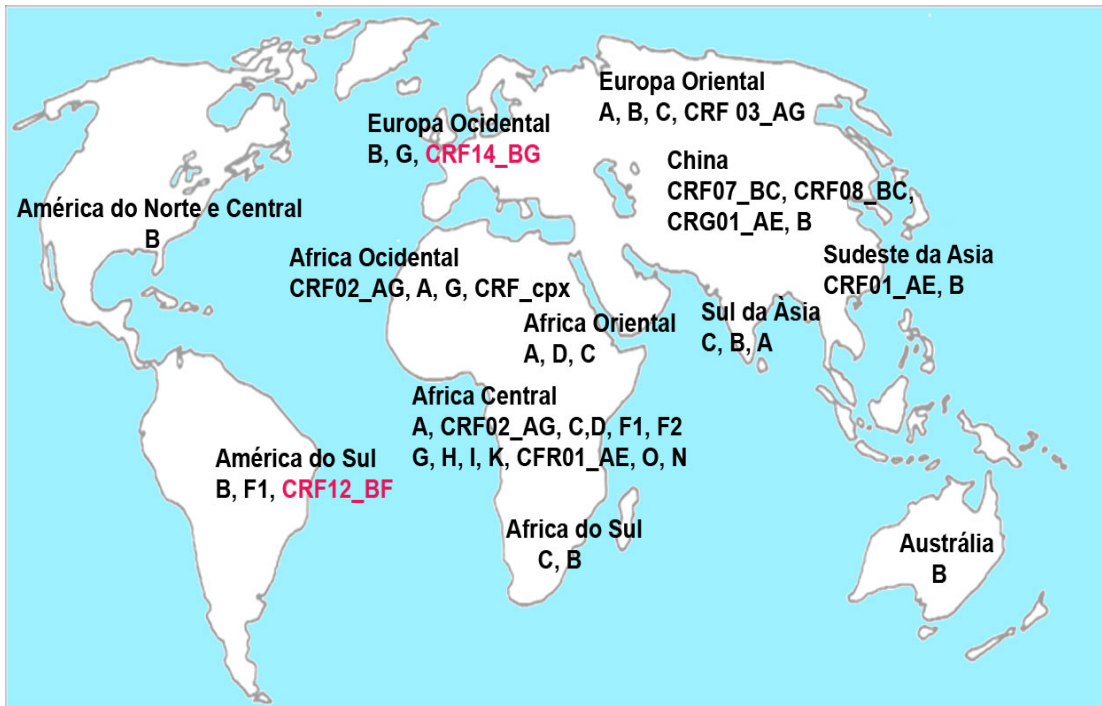 Europa Oriental
A, B, C, CRF 03_AG
Europa Ocidental
B, G, CRF14_BG
China
CRF07_BC, CRF08_BC,
CRG01_AE, B
América do Norte e Central
B
Africa Ocidental
CRF02_AG, A, G, CRF_cpx
Sudeste da Asia
CRF01_AE, B
Africa Oriental
A, D, C
Sul da Àsia
C, B, A
Africa Central
A, CRF02_AG, C,D, F1, F2
G, H, I, K, CFR01_AE, O, N
América do Sul
B, F1, CRF12_BF
Africa do Sul
C, B
Austrália
B